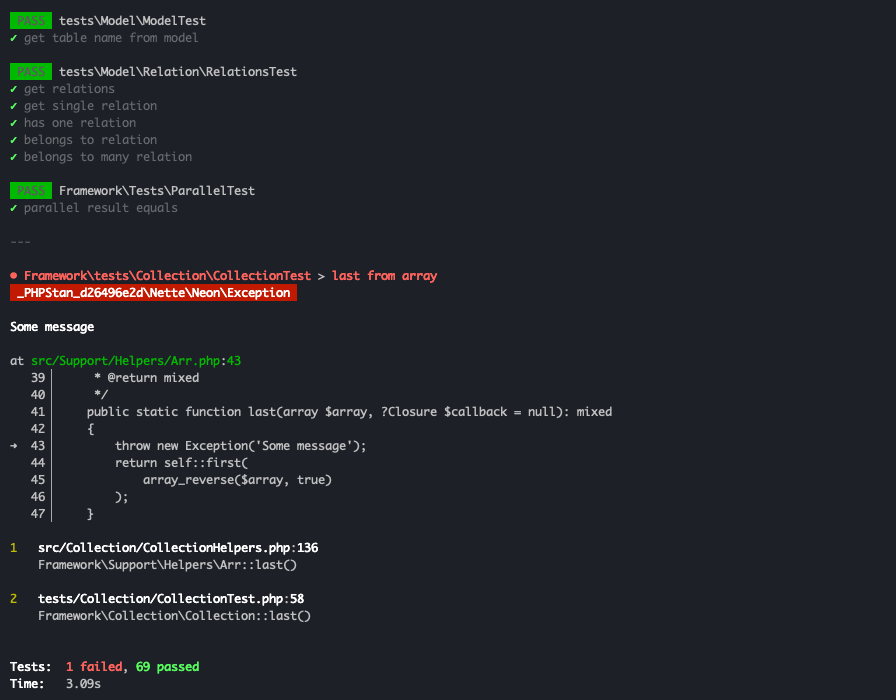 PASS tests\Model\ModelTest
✓ get table name from model
PASS tests\Model\Relation\RelationsTest
✓ get relations
✓ get single relation
✓ has one relation
✓ belongs to relation
✓ belongs to many relation
PASS Framework\Tests\ParallelTest
✓ parallel result equals
---
● Framework\tests\Collection\CollectionTest > last from array
_PHPStan_d26496e2d\Nette\Neon\Exception
Some message
at src/Support/Helpers/Arr.php:43
39 * @return mixed
40 */
41 public static function last(array $array, ?Closure $callback = null): mixed
42 {
➜ 43 throw new Exception('Some message');
44 return self::first(
45 array_reverse($array, true)
46 );
47 }
1 src/Collection/CollectionHelpers.php:136
Framework\Support\Helpers\Arr::last()
2 tests/Collection/CollectionTest.php:58
Framework\Collection\Collection::last()
Tests: 1 failed, 69 passed
Time: 3.09s